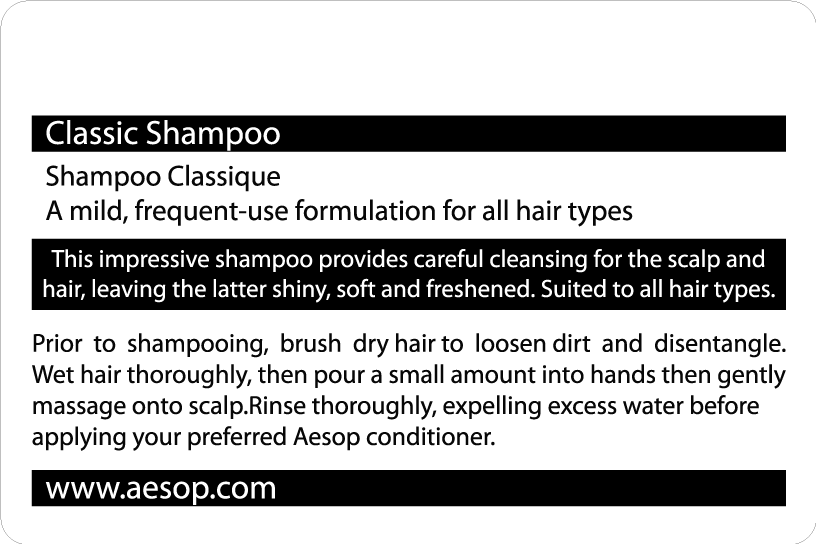 Classic Shampoo
Shampoo Classique
A mild, frequent-use formulation for all hair types
This impressive shampoo provides careful cleansing for the scalp and
hair, leaving the latter shiny, soft and freshened. Suited to all hair types.
Prior to shampooing, brush dry hair to loosen dirt and disentangle.
Wet hair thoroughly, then pour a small amount into hands then gently
massage onto scalp.Rinse thoroughly, expelling excess water before
applying your preferred Aesop conditioner.
www.aesop.com